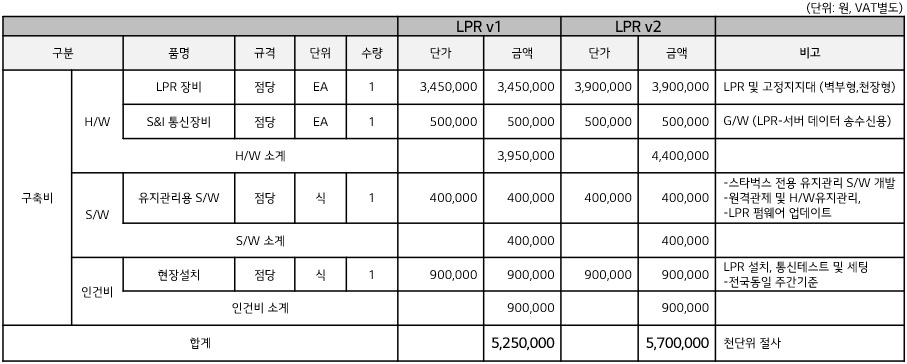 (단위: 원, VAT별도)
LPR v1 LPR v2
구분 품명 규격 단위 수량 단가 금액 단가 금액 비고
구축비
H/W
LPR 장비 점당 EA 1 3,450,000 3,450,000 3,900,000 3,900,000 LPR 및 고정지지대 (벽부형,천장형)
S&I 통신장비 점당 EA 1 500,000 500,000 500,000 500,000 G/W (LPR-서버 데이터 송수신용)
H/W 소계 3,950,000 4,400,000
S/W
유지관리용 S/W 점당 식 1 400,000 400,000 400,000 400,000
-스타벅스 전용 유지관리 S/W 개발
-원격관제 및 H/W유지관리,
-LPR 펌웨어 업데이트
S/W 소계 400,000 400,000
인건비
현장설치 점당 식 1 900,000 900,000 900,000 900,000
LPR 설치, 통신테스트 및 세팅
-전국동일 주간기준
인건비 소계 900,000 900,000
합계 5,250,000 5,700,000 천단위 절사